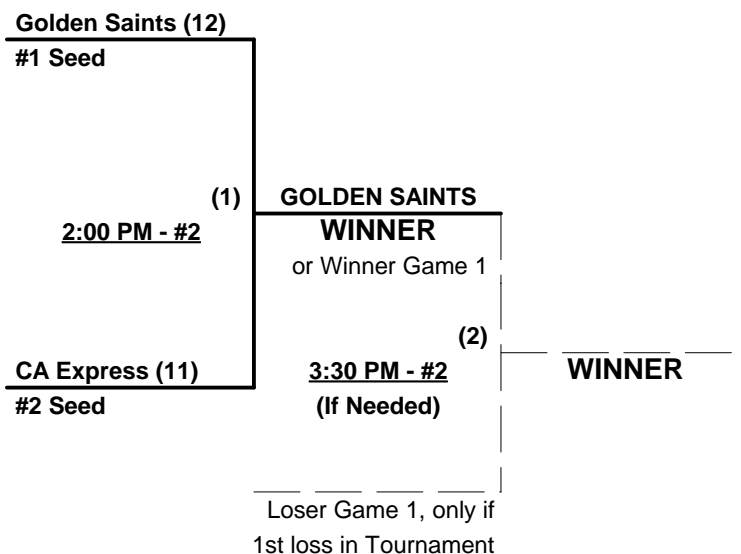 Golden Saints (12)
#1 Seed
(1)
GOLDEN SAINTS
2:00 PM - #2
WINNER
or Winner Game 1
(2)
CA Express (11)
3:30 PM - #2
WINNER
#2 Seed
(If Needed)
Loser Game 1, only if
1st loss in Tournament